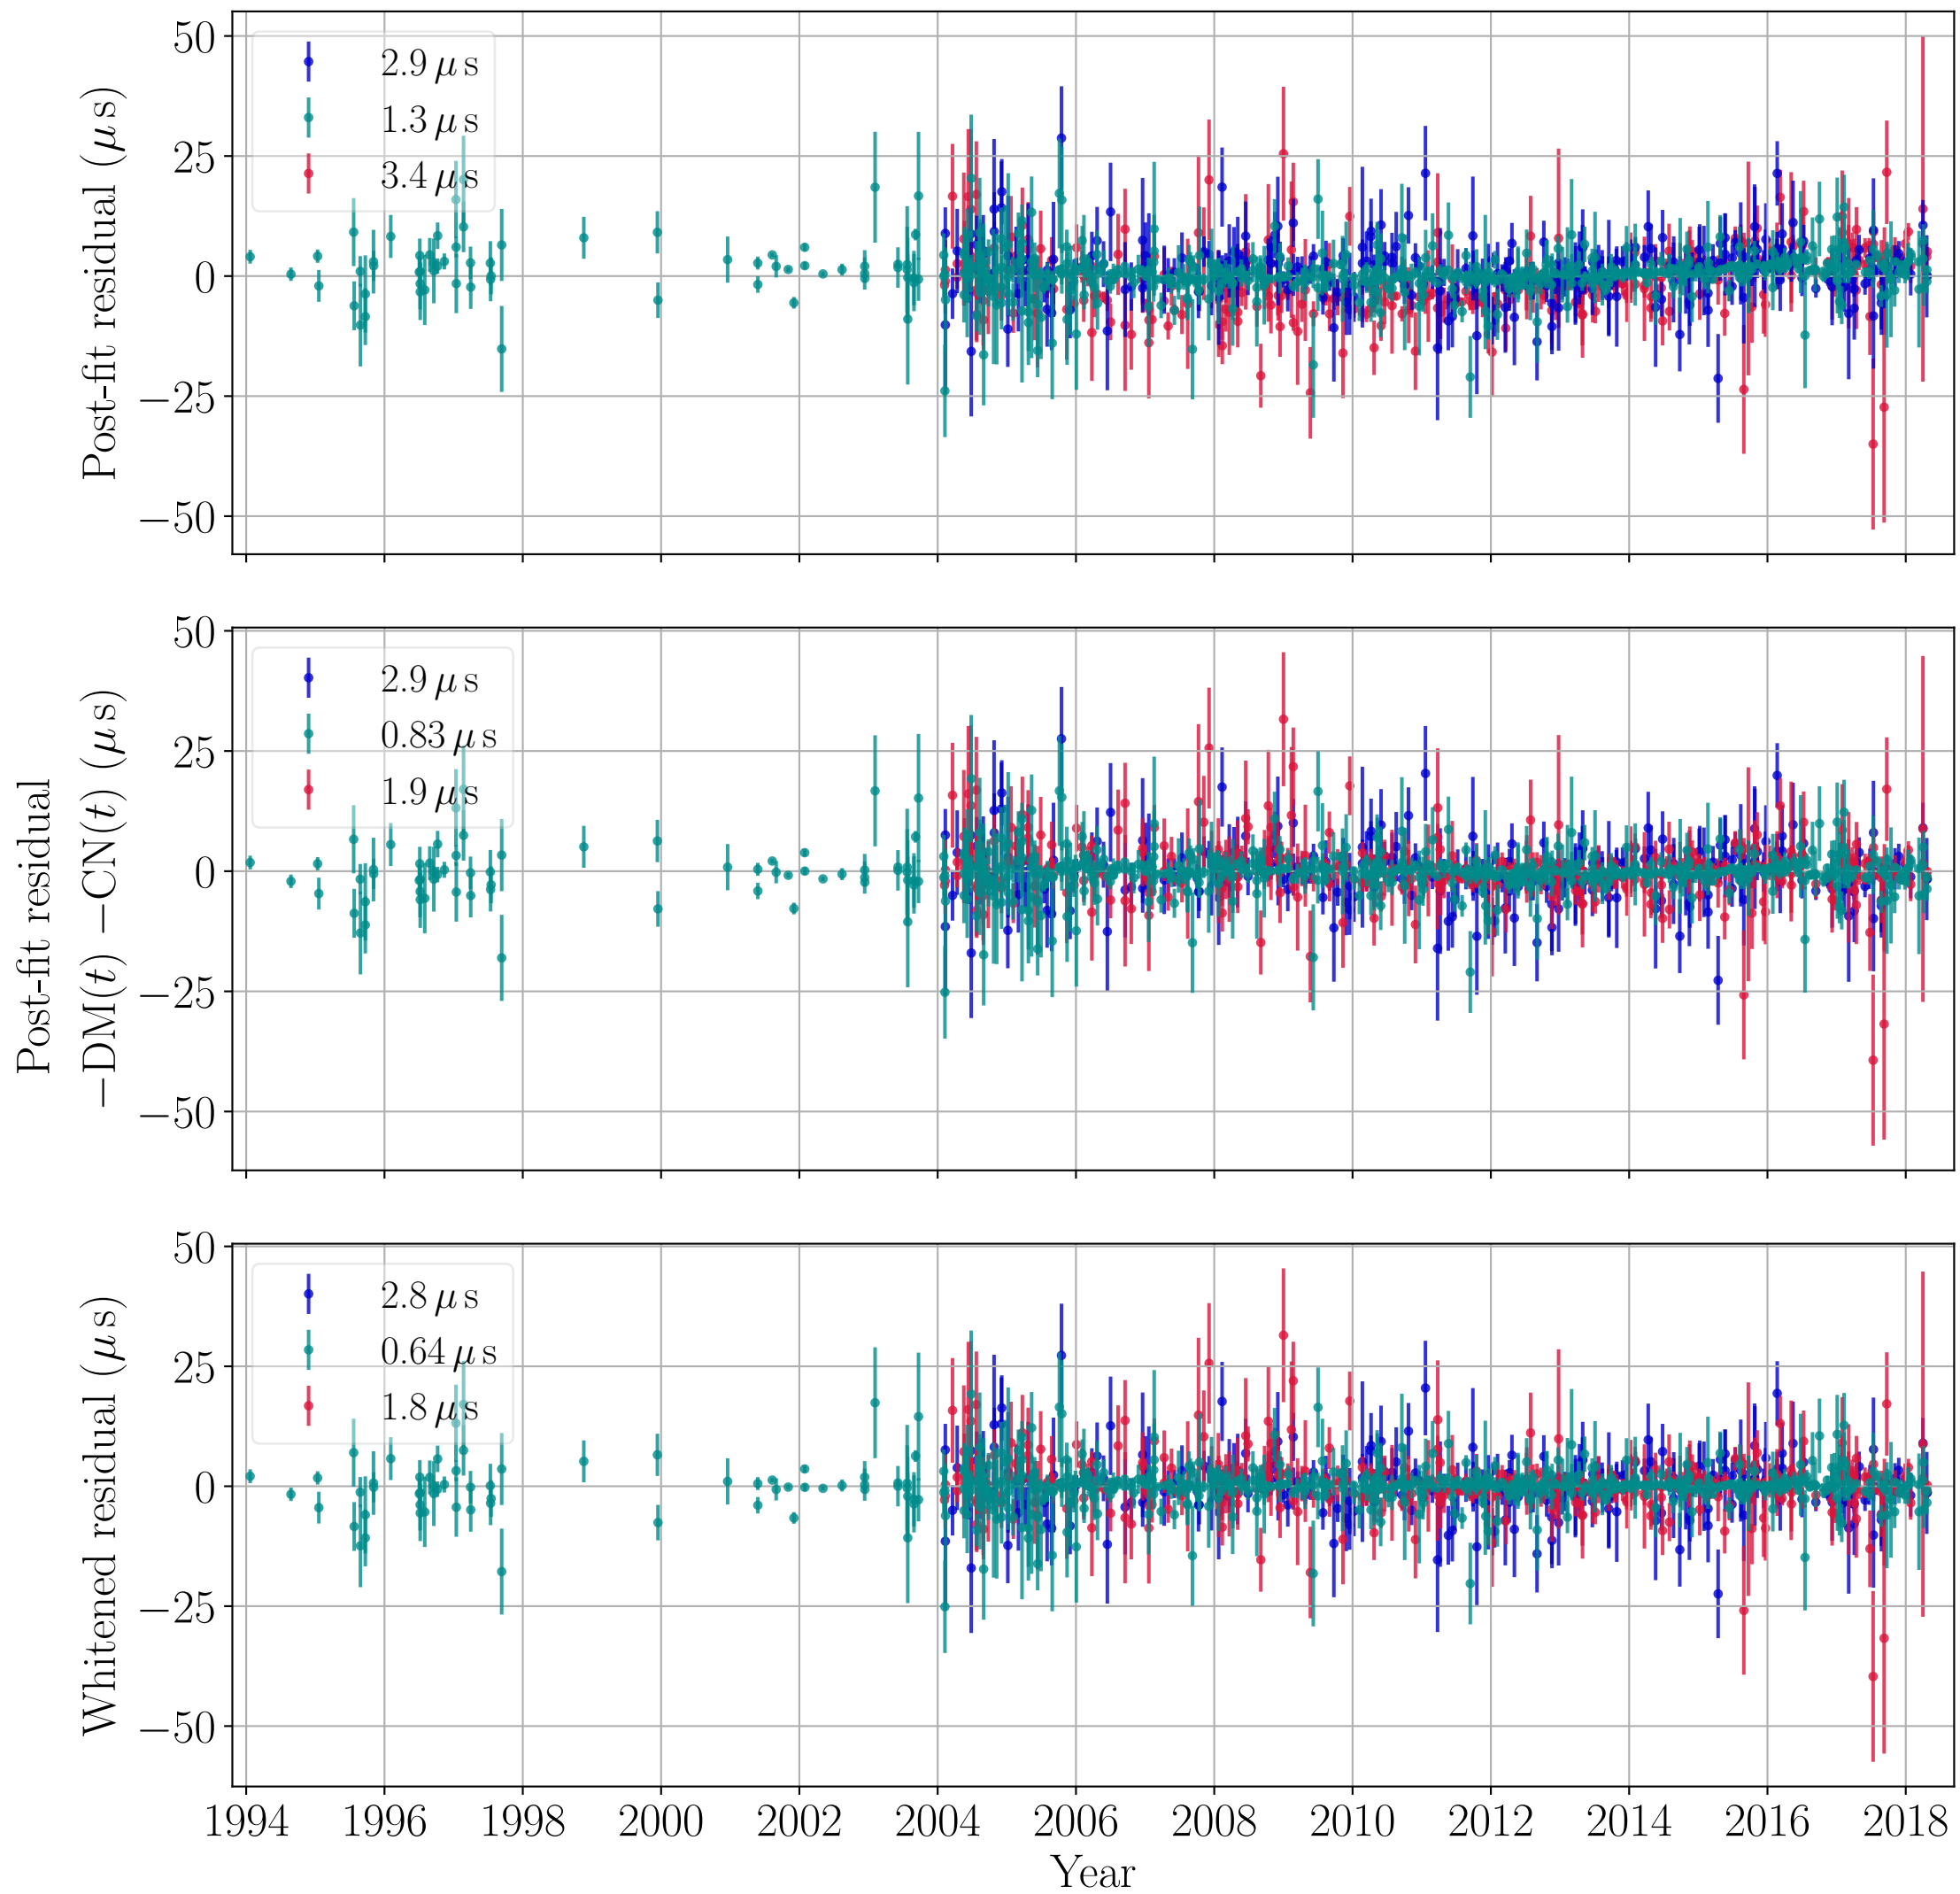 Post-fit residual (μs)
50
25
0
−25
−50
2.9 μs
1.3 μs
3.4 μs
Post-fit residual
−DM(t) −CN(t) (μs)
50
25
0
−25
−50
2.9 μs
0.83 μs
1.9 μs
Whitened residual (μs)
50
25
0
−25
−50
2.8 μs
0.64 μs
1.8 μs
1994 1996 1998 2000 2002 2004 2006 2008 2010 2012 2014 2016 2018
Year